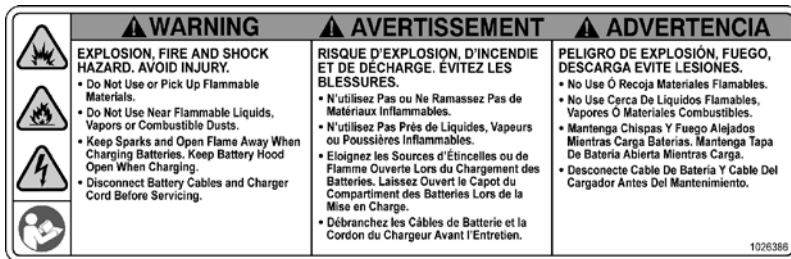 WARNING
EXPLOSION, FIRE AND SHOCK
HAZARD. AVOID INJURY.
• Do Not Use or Pick Up Flammable
Materials.
• Do Not Use Near Flammable Liquids,
Vapors or Combustible Dusts.
• Keep Sparks and Open Flame Away When
Charging Batteries. Keep Battery Hood
Open When Charging.
• Disconnect Battery Cables and Charger
Cord Before Servicing.
AVERTISSEMENT
RISQUE D'EXPLOSION, D'INCENDIE
ET DE DÉCHARGE. ÉVITEZ LES
BLESSURES.
• N'utilisez Pas ou Ne Ramassez Pas de
Matériaux Inflammables.
• N'utilisez Pas Près de Liquides, Vapeurs
ou Poussières Inflammables.
• Eloignez les Sources d'Étincelles ou de
Flamme Ouverte Lors du Chargement des
Batteries. Laissez Ouvert le Capot du
Compartiment des Batteries Lors de la
Mise en Charge.
• Débranchez les Câbles de Batterie et la
Cordon du Chargeur Avant l'Entretien.
ADVERTENCIA
PELIGRO DE EXPLOSIÓN, FUEGO,
DESCARGA EVITE LESIONES.
• No Use Ó Recoja Materiales Flamables.
• No Use Cerca De Líquidos Flamables,
Vapores Ó Materiales Combustibles.
• Mantenga Chispas Y Fuego Alejados
Mientras Carga Baterías. Mantenga Tapa
De Batería Abierta Mientras Carga.
• Desconecte Cable De Batería Y Cable Del
Cargador Antes Del Mantenimiento.
1026386